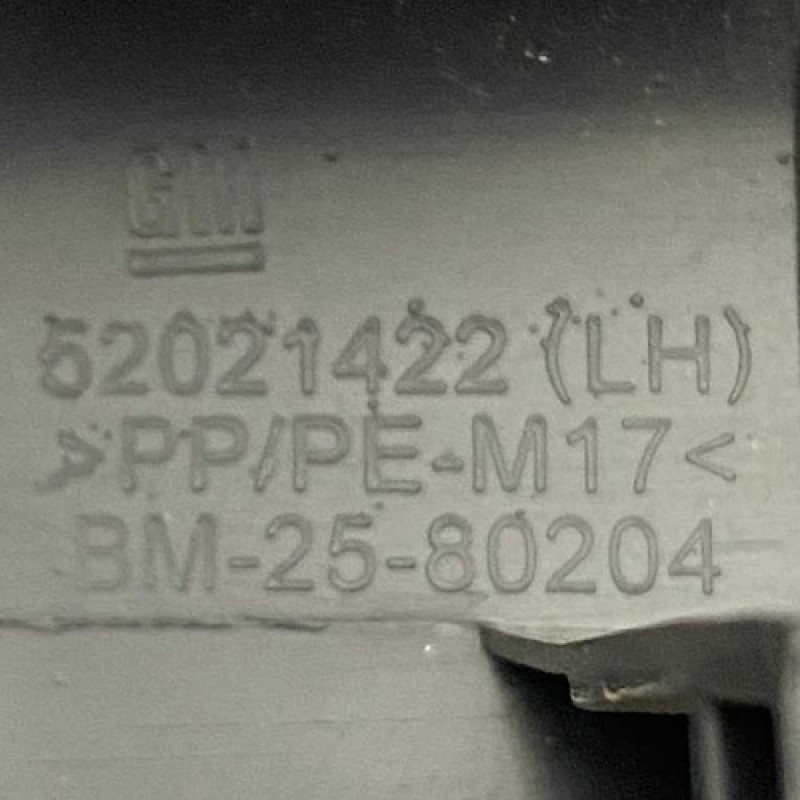 GM
52021422 (LH)
>PP/PE-M17<
BM-25-80204